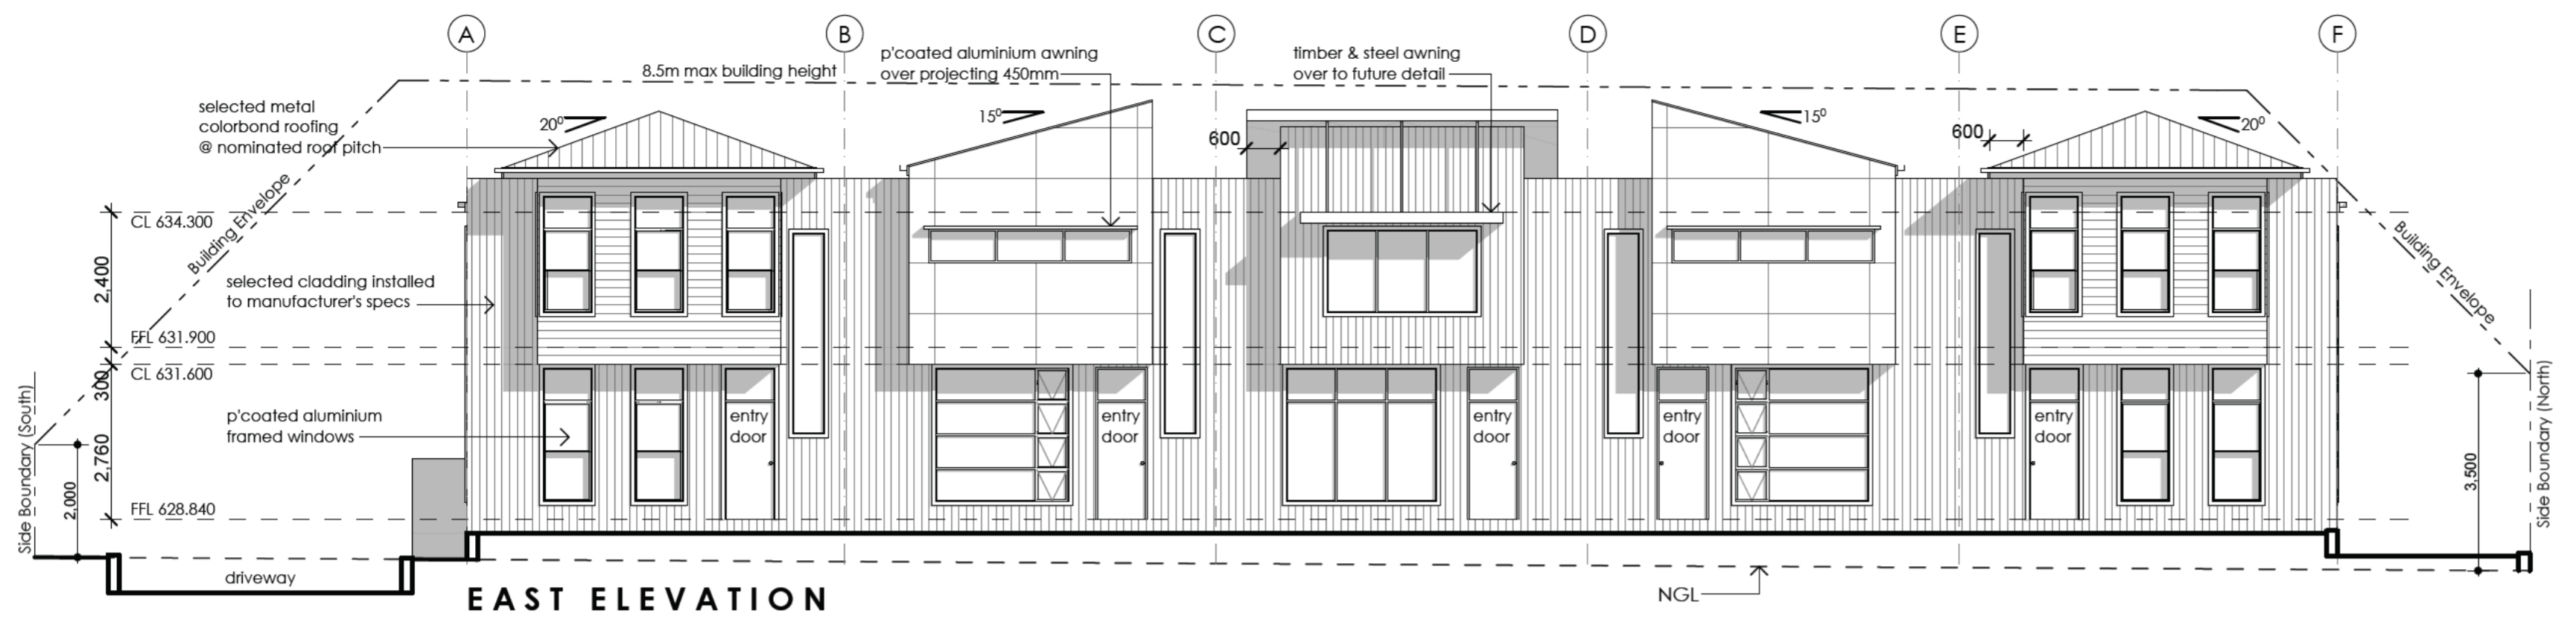 A
B
C
D
E
F
8.5m max building height
p'coated aluminium awning
over projecting 450mm
timber & steel awning
over to future detail
selected metal
colorbond roofing
@ nominated roof pitch
20⁰
15⁰
600
15⁰
600
20⁰
Building Envelope
Building Envelope
CL 634.300
2,400
selected cladding installed
to manufacturer's specs
FFL 631.900
300
CL 631.600
p'coated aluminium
framed windows
2,760
FFL 628.840
2,000
Side Boundary (South)
entry
door
entry
door
entry
door
entry
door
entry
door
3,500
Side Boundary (North)
driveway
NGL
EAST ELEVATION